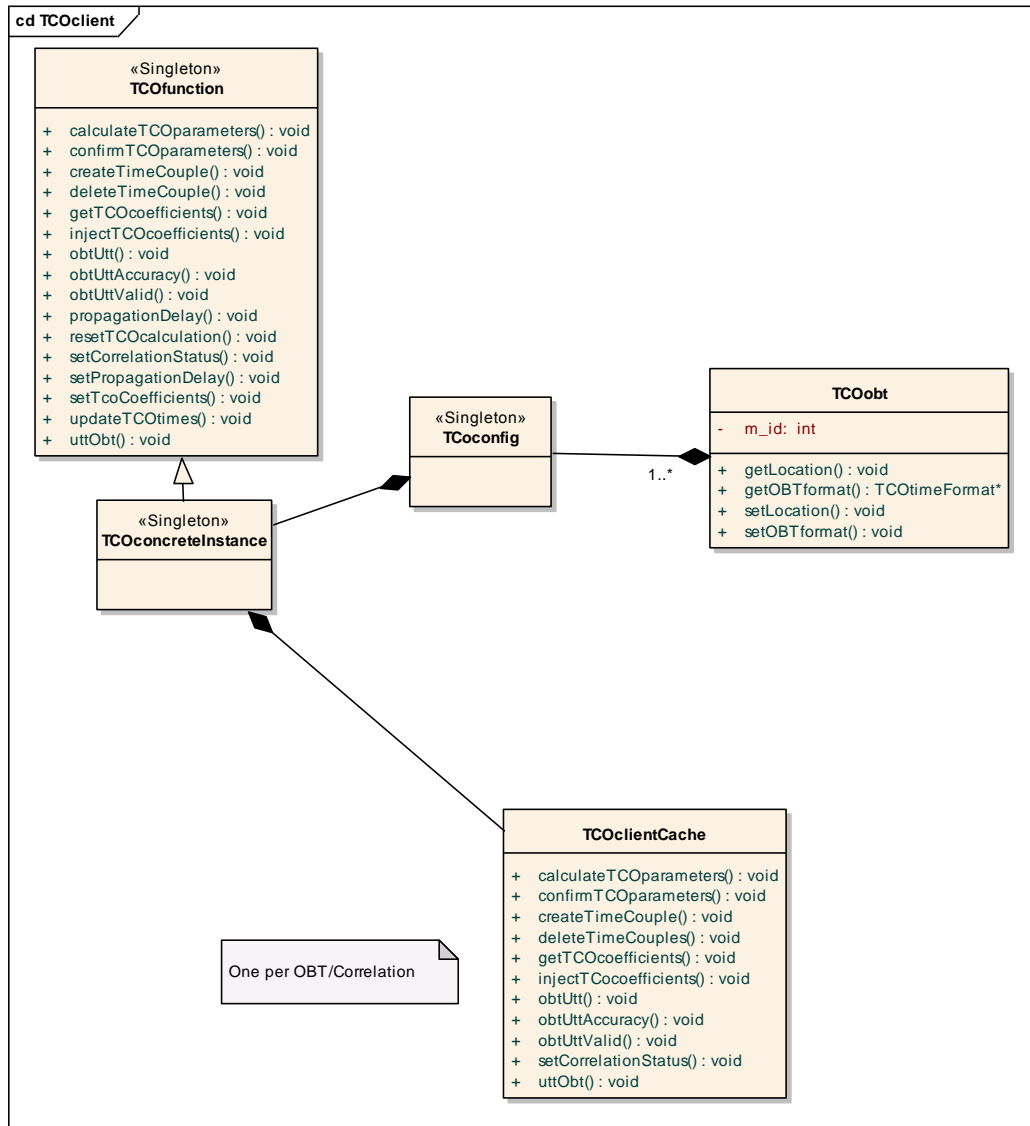 cd TCOclient
«Singleton»
TCOfunction
+ calculateTCOparameters() : void
+ confirmTCOparameters() : void
+ createTimeCouple() : void
+ deleteTimeCouple() : void
+ getTCOcoefficients() : void
+ injectTCOcoefficients() : void
+ obtUtt() : void
+ obtUttAccuracy() : void
+ obtUttValid() : void
+ propagationDelay() : void
+ resetTCOcalculation() : void
+ setCorrelationStatus() : void
+ setPropagationDelay() : void
+ setTcoCoefficients() : void
+ updateTCOtimes() : void
+ uttObt() : void
«Singleton»
TCOconcreteInstance
«Singleton»
TCoconfig
1..*
TCOobt
- m_id: int
+ getLocation() : void
+ getOBTformat() : TCOtimeFormat*
+ setLocation() : void
+ setOBTformat() : void
One per OBT/Correlation
TCOclientCache
+ calculateTCOparameters() : void
+ confirmTCOparameters() : void
+ createTimeCouple() : void
+ deleteTimeCouples() : void
+ getTCOcoefficients() : void
+ injectTCocoefficients() : void
+ obtUtt() : void
+ obtUttAccuracy() : void
+ obtUttValid() : void
+ setCorrelationStatus() : void
+ uttObt() : void